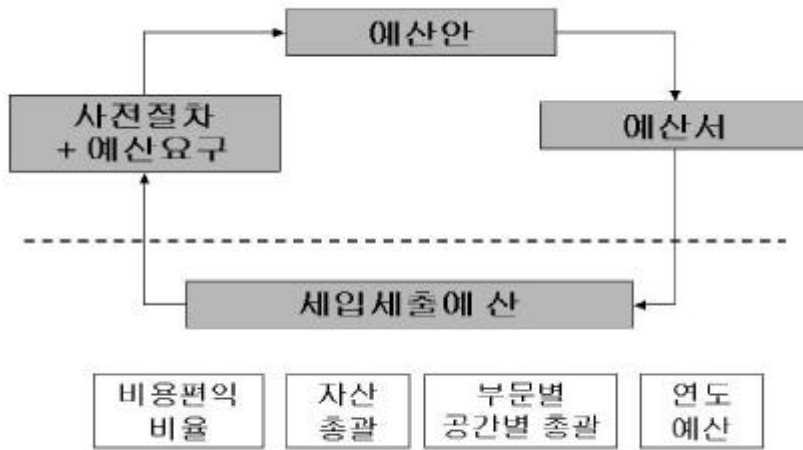 예산안
사전절차
+ 예산요구
예산서
세입세출예 산
비용편익
비율
자산
총괄
부문별
공간별 총괄
연도
예산